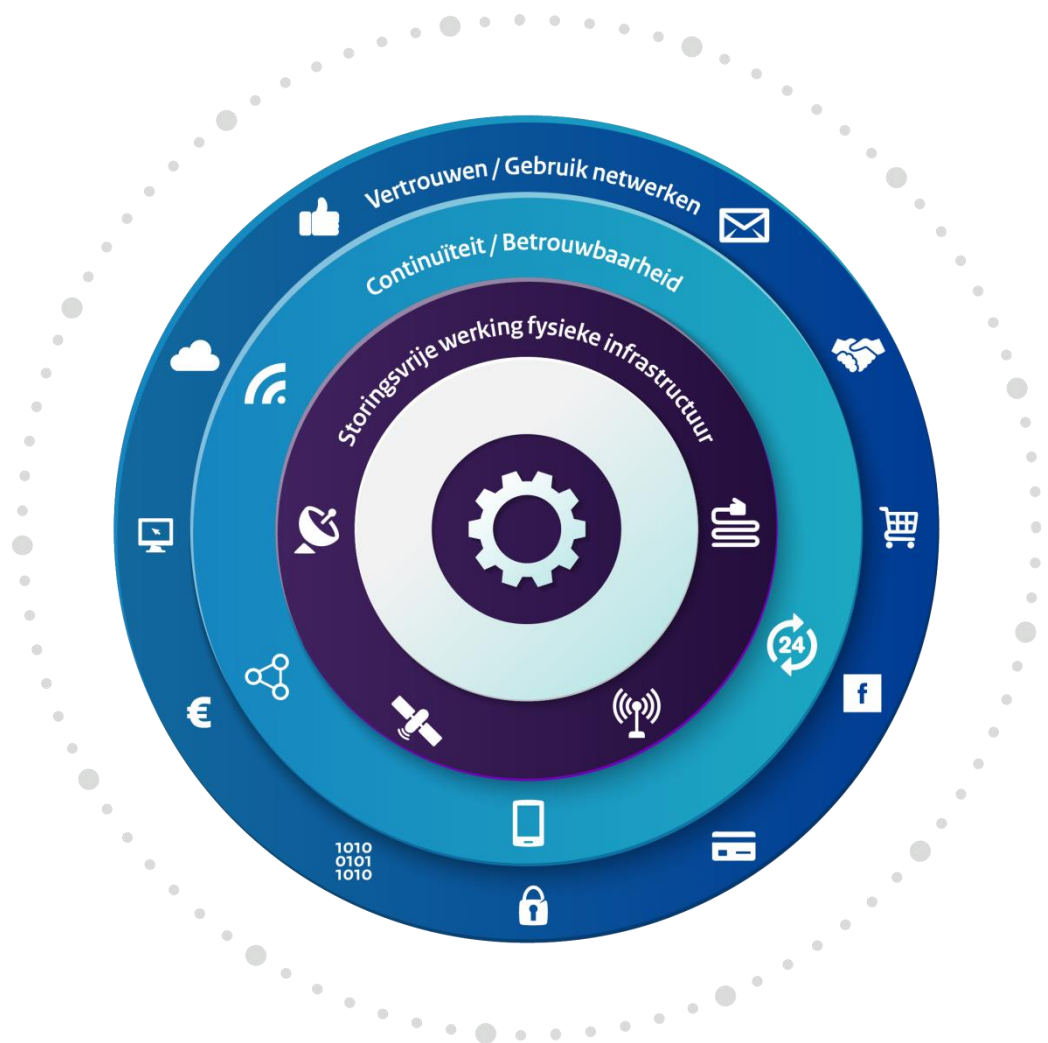 Vertrouwen / Gebruik netwerken
Continuïteit / Betrouwbaarheid
Storingsvrije werking fysieke infrastructuur
24
f
€
1010
0101
1010